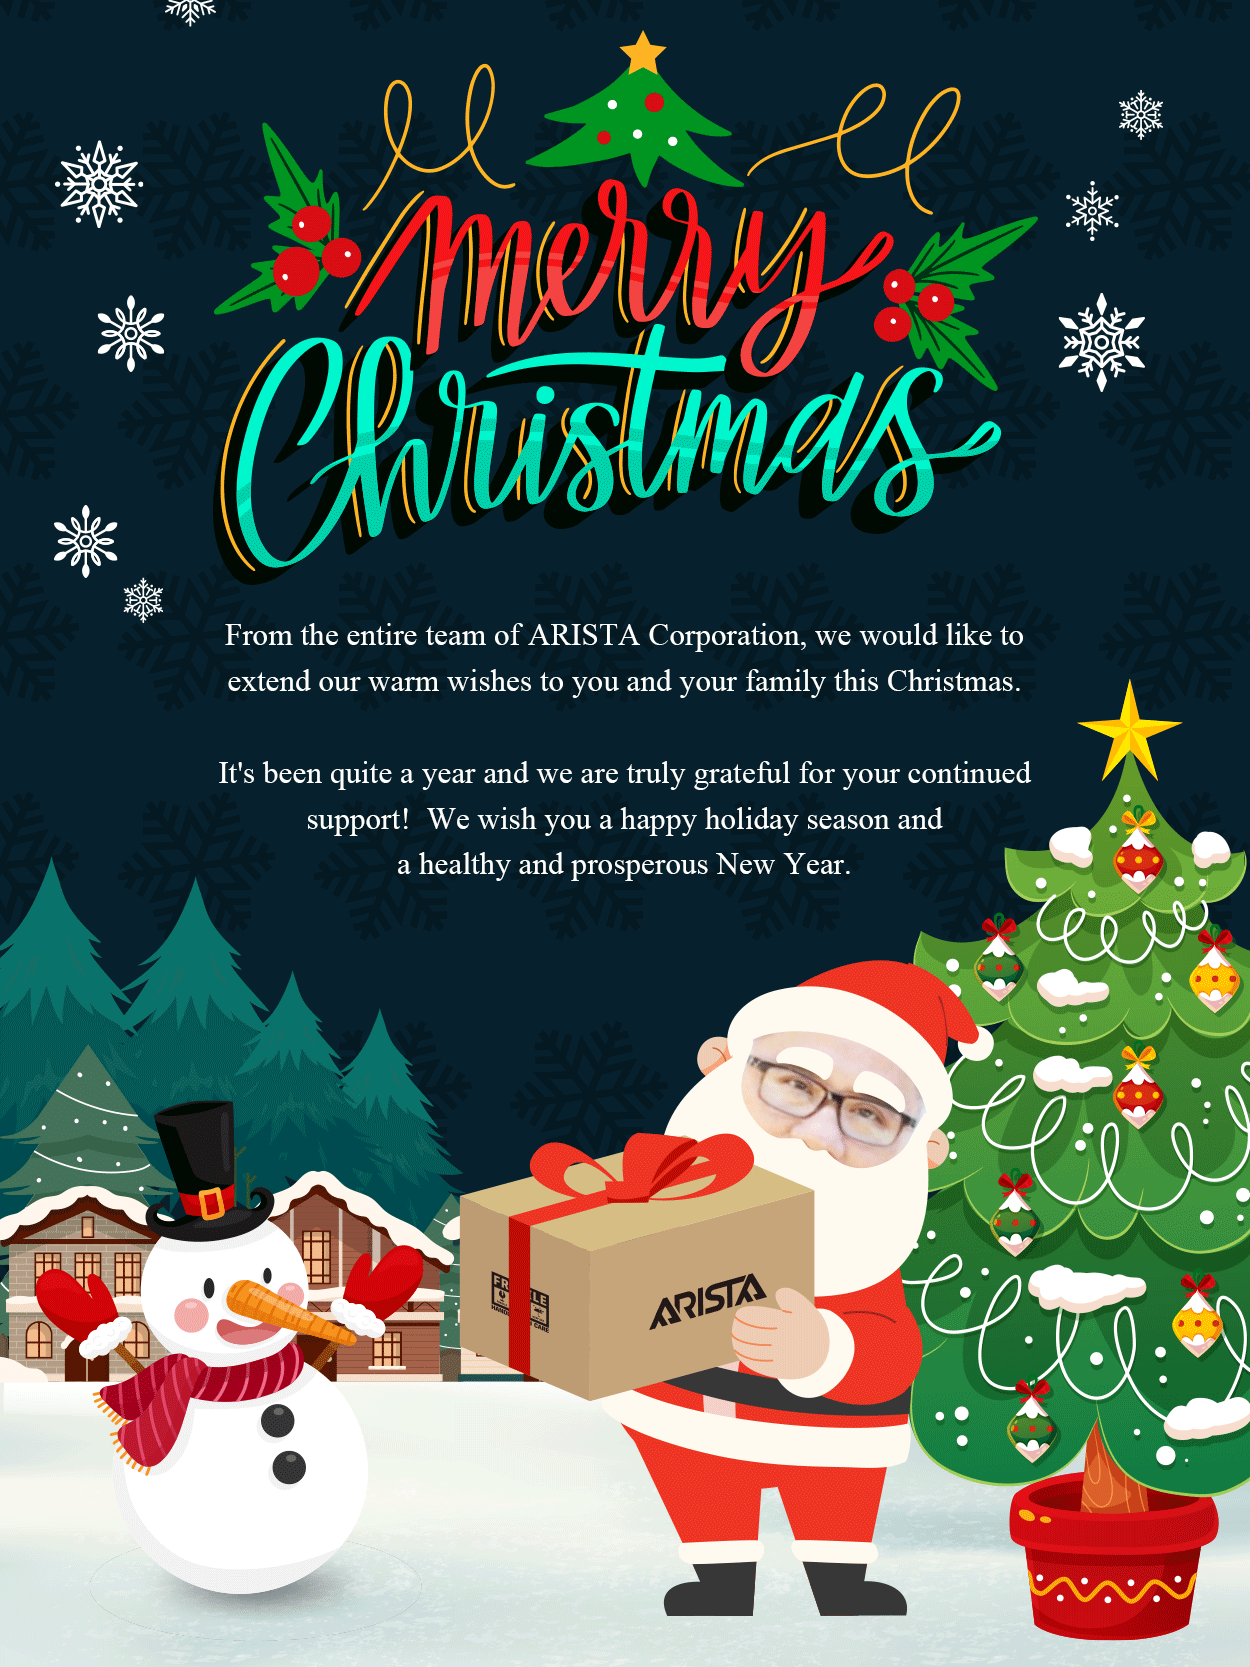 Merry
Christmas
From the entire team of ARISTA Corporation, we would like to
extend our warm wishes to you and your family this Christmas.
It's been quite a year and we are truly grateful for your continued
support!  We wish you a happy holiday season and
a healthy and prosperous New Year.
ARISTA